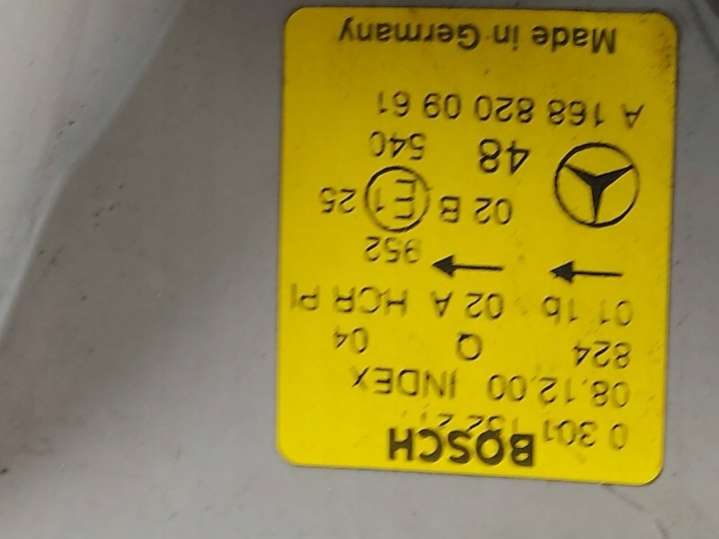 BOSCH
0 301
08.12.00 INDEX
824 Q 04
01 1b 02 A HCR
952
02 B E1 25
48 540
A 168 820 09 61
Made in Germany